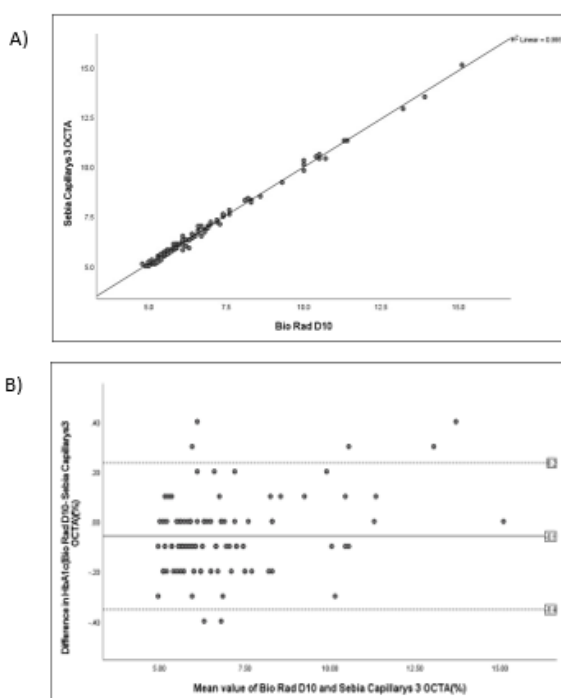 A)
R² Linear = 0.995
Sebia Capillarys 3 OCTA
15.0
12.5
10.0
7.5
5.0
5.0
7.5
10.0
12.5
15.0
Bio Rad D10
B)
Difference in HbA1c(Bio Rad D10- Sebia Capillarys3
OCTA(%)
.40
.20
.00
-.20
-.40
5.00
7.50
10.00
12.50
15.00
Mean value of Bio Rad D10 and Sebia Capillarys 3 OCTA(%)